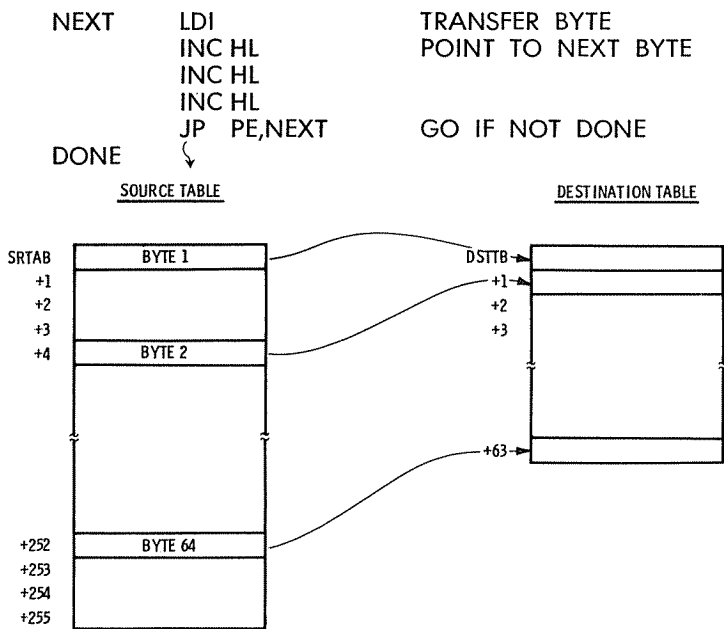 NEXT LDI TRANSFER BYTE
INC HL POINT TO NEXT BYTE
INC HL
INC HL
JP PE,NEXT GO IF NOT DONE
DONE
SOURCE TABLE DESTINATION TABLE
SRTAB BYTE 1 DSTTB
+1 +1
+2 +2
+3 +3
+4 BYTE 2
+63
+252 BYTE 64
+253
+254
+255